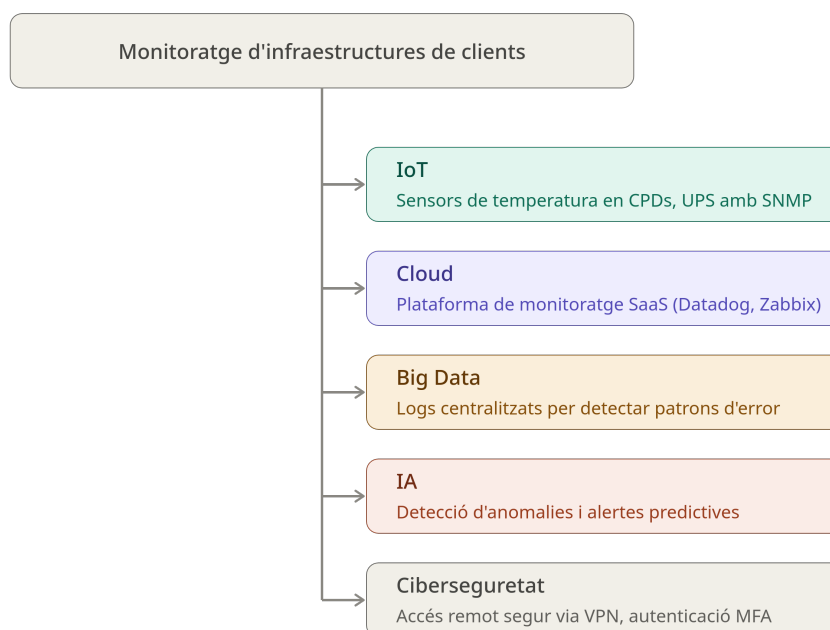 Monitoratge d'infraestructures de clients
IoT
Sensors de temperatura en CPDs, UPS amb SNMP
Cloud
Plataforma de monitoratge SaaS (Datadog, Zabbix)
Big Data
Logs centralitzats per detectar patrons d'error
IA
Detecció d'anomalies i alertes predictives
Ciberseguretat
Accés remot segur via VPN, autenticació MFA